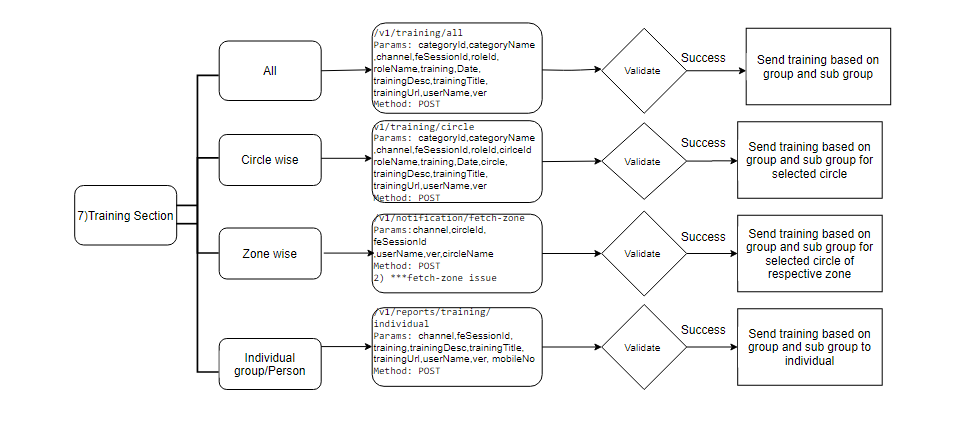 7)Training Section
All
/v1/training/all
Params: categoryId,categoryName
,channel,feSessionId,roleId,
roleName,training,Date,
trainingDesc,trainingTitle,
trainingUrl,userName,ver
Method: POST
Validate
Success
Send training based on
group and sub group
Circle wise
v1/training/circle
Params: categoryId,categoryName
,channel,feSessionId,roleId,cirlceId
roleName,training,Date,circle,
trainingDesc,trainingTitle,
trainingUrl,userName,ver
Method: POST
Validate
Success
Send training based on
group and sub group for
selected circle
Zone wise
/v1/notification/fetch-zone
Params:channel,circleId,
feSessionId
,userName,ver,circleName
Method: POST
2) ***fetch-zone issue
Validate
Success
Send training based on
group and sub group for
selected circle of
respective zone
Individual
group/Person
/v1/reports/training/
individual
Params: channel,feSessionId,
training,trainingDesc,trainingTitle,
trainingUrl,userName,ver, mobileNo
Method: POST
Validate
Success
Send training based on
group and sub group to
individual